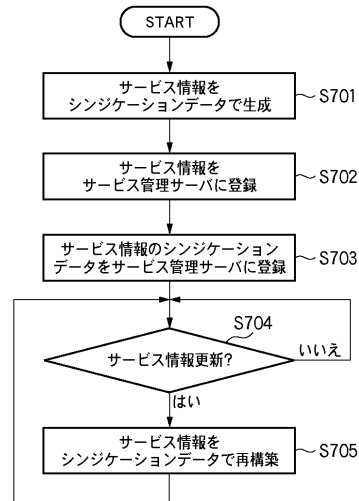 START
サービス情報を
シンジケーションデータで生成
S701
サービス情報を
サービス管理サーバに登録
S702
サービス情報のシンジケーション
データをサービス管理サーバに登録
S703
S704
サービス情報更新?
いいえ
はい
サービス情報を
シンジケーションデータで再構築
S705